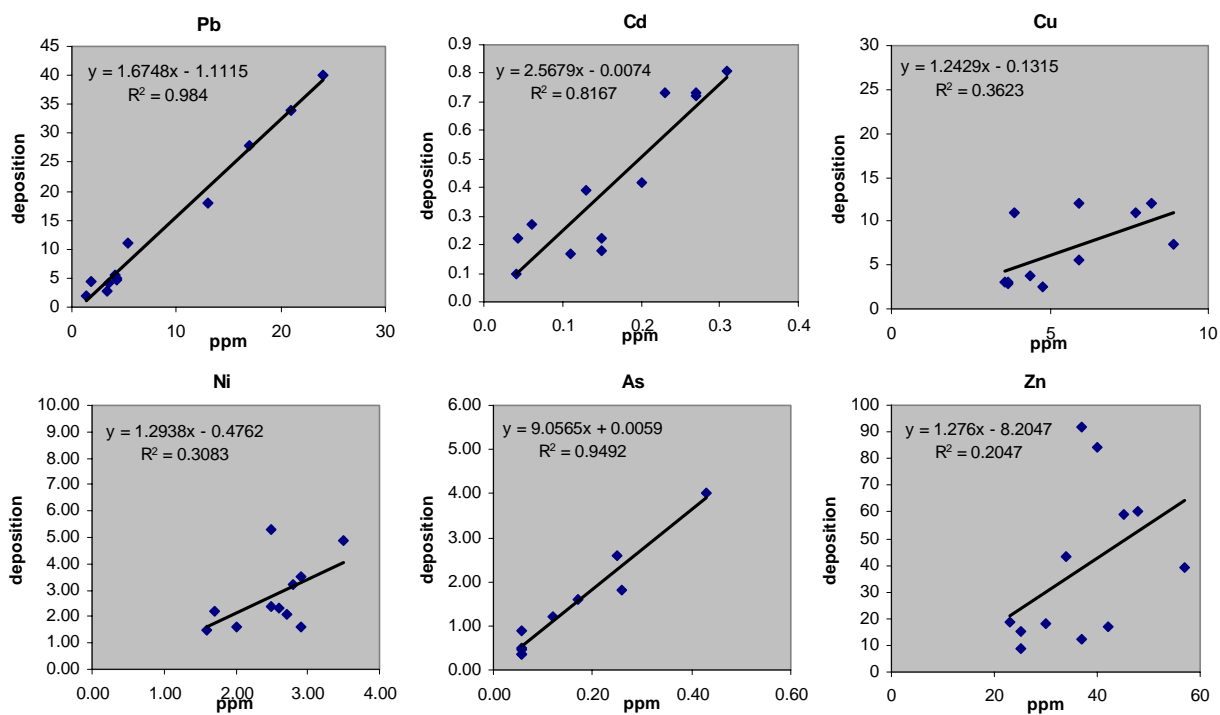 Pb
y = 1.6748x - 1.1115
R² = 0.984
deposition
45
40
35
30
25
20
15
10
5
0
0 10 20 30
ppm
Cd
y = 2.5679x - 0.0074
R² = 0.8167
deposition
0.9
0.8
0.7
0.6
0.5
0.4
0.3
0.2
0.1
0.0
0.0 0.1 0.2 0.3 0.4
ppm
Cu
y = 1.2429x - 0.1315
R² = 0.3623
deposition
30
25
20
15
10
5
0
0 5 10
ppm
Ni
y = 1.2938x - 0.4762
R² = 0.3083
deposition
10.00
9.00
8.00
7.00
6.00
5.00
4.00
3.00
2.00
1.00
0.00
0.00 1.00 2.00 3.00 4.00
ppm
As
y = 9.0565x + 0.0059
R² = 0.9492
deposition
6.00
4.00
2.00
0.00
0.00 0.20 0.40 0.60
ppm
Zn
y = 1.276x - 8.2047
R² = 0.2047
deposition
100
90
80
70
60
50
40
30
20
10
0
0 20 40 60
ppm